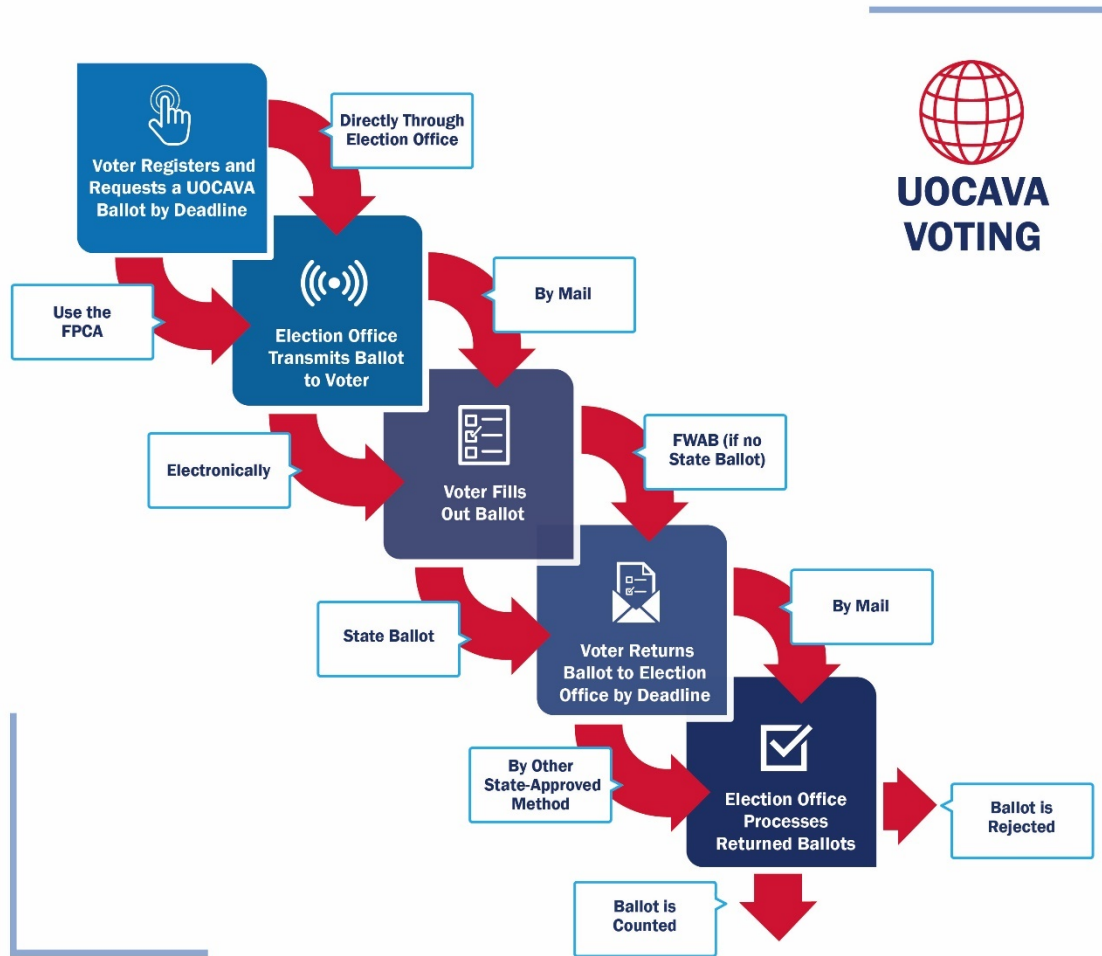 UOCAVA
VOTING
Voter Registers and
Requests a UOCAVA
Ballot by Deadline
Directly Through
Election Office
Use the
FPCA
Election Office
Transmits Ballot
to Voter
By Mail
Electronically
Voter Fills
Out Ballot
FWAB (if no
State Ballot)
State Ballot
Voter Returns
Ballot to Election
Office by Deadline
By Mail
By Other
State-Approved
Method
Election Office
Processes
Returned Ballots
Ballot is
Rejected
Ballot is
Counted